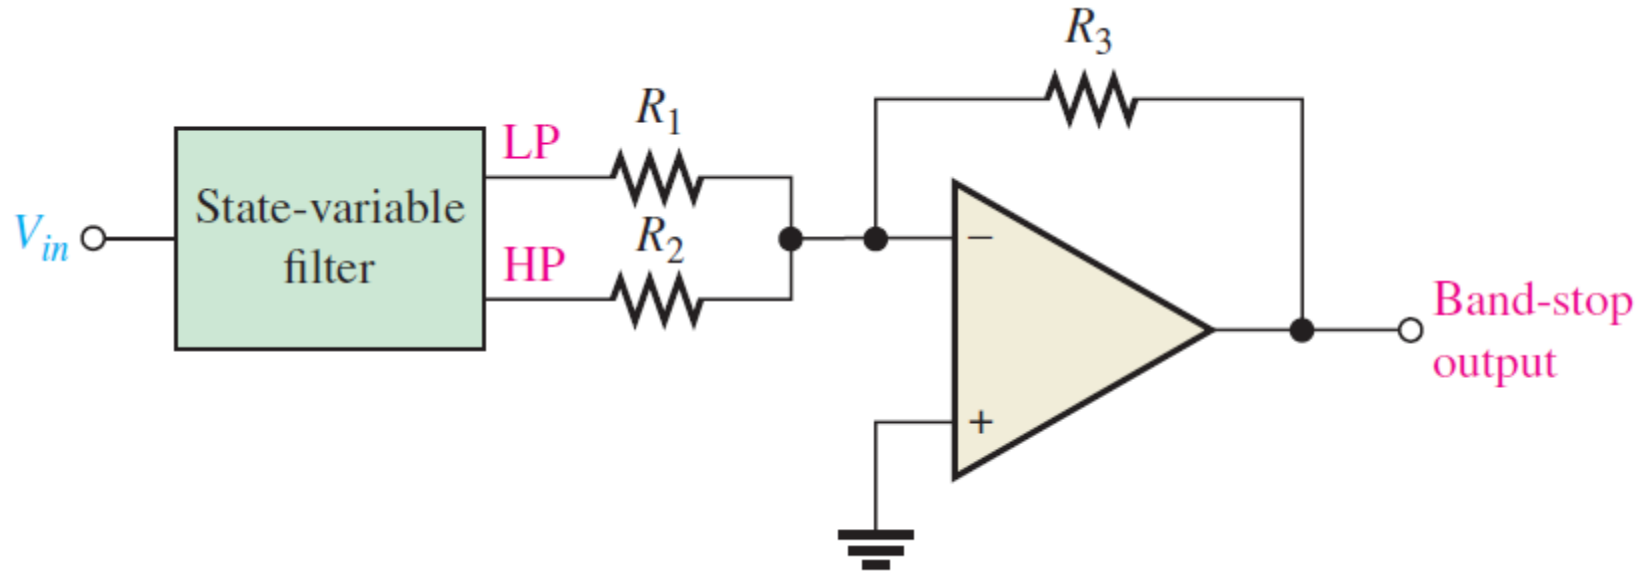 R3
R1
LP
State-variable
filter
Vin
R2
HP
−
+
Band-stop
output